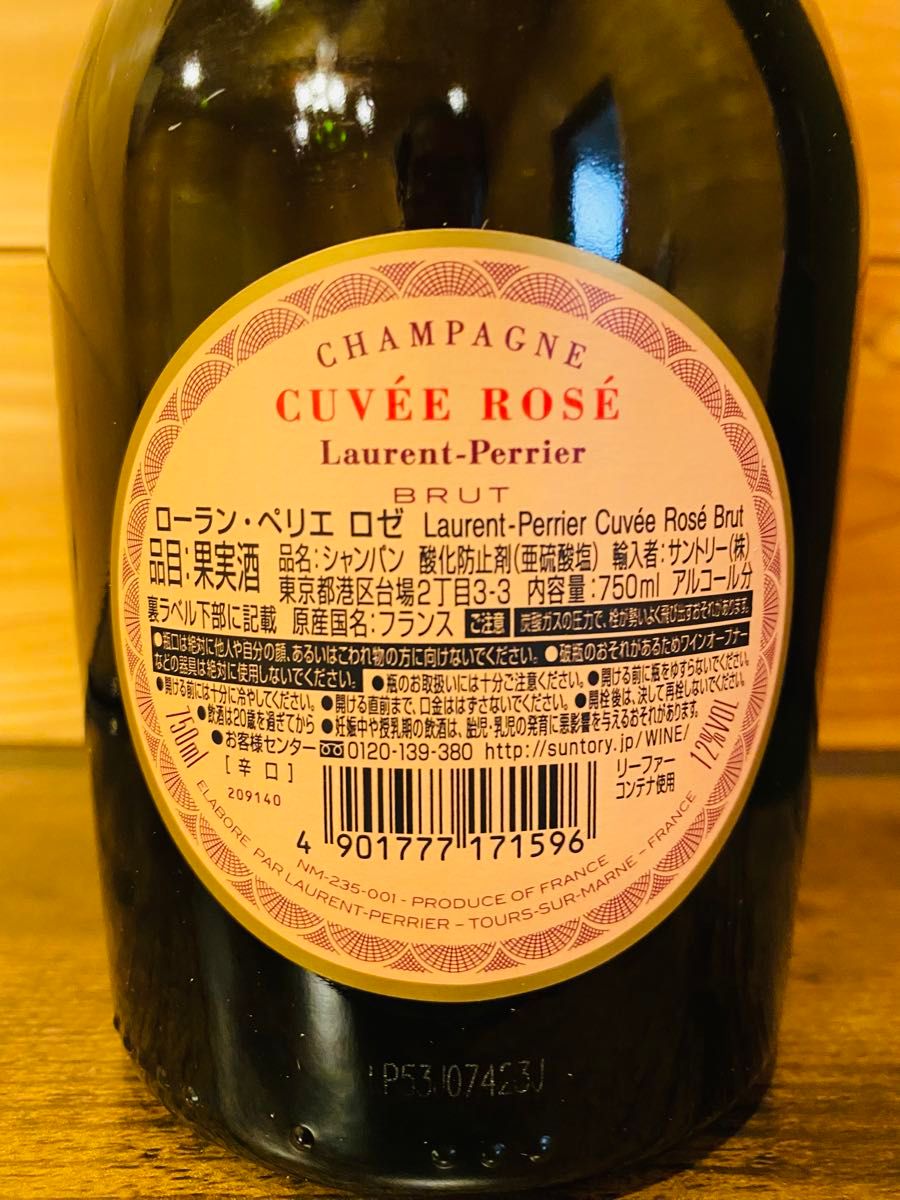 CHAMPAGNE
CUVÉE ROSÉ
Laurent-Perrier
BRUT
ローラン・ペリエ ロゼ Laurent-Perrier Cuvée Rosé Brut
品目:果実酒 品名:シャンパン 酸化防止剤(亜硫酸塩) 輸入者:サントリー(株)
東京都港区台場2丁目3-3 内容量:750ml アルコール分
裏ラベル下部に記載 原産国名:フランス ご注意 炭酸ガスの圧力で、栓が勢いよく飛び出すおそれがあります。
●瓶口は絶対に他人や自分の顔、あるいはこわれ物の方に向けないでください。 ●破瓶のおそれがあるためワインオープナー
などの器具は絶対に使用しないでください。 ●瓶のお取扱いには十分ご注意ください。 ●開ける前に瓶をゆすらないでください。
●開ける前には十分に冷やしてください。 ●開ける直前まで、口金ははずさないでください。 ●開栓後は、決して再栓しないでください。
●飲酒は20歳を過ぎてから ●妊娠中や授乳期の飲酒は、胎児・乳児の発育に悪影響を与えるおそれがあります。
●お客様センター 0120-139-380 http://suntory.jp/WINE/
750ml
12%VOL
[辛口]
リーファー
コンテナ使用
209140
4 901777 171596
NM-235-001 - PRODUCE OF FRANCE
ELABORÉ PAR LAURENT-PERRIER - TOURS-SUR-MARNE - FRANCE